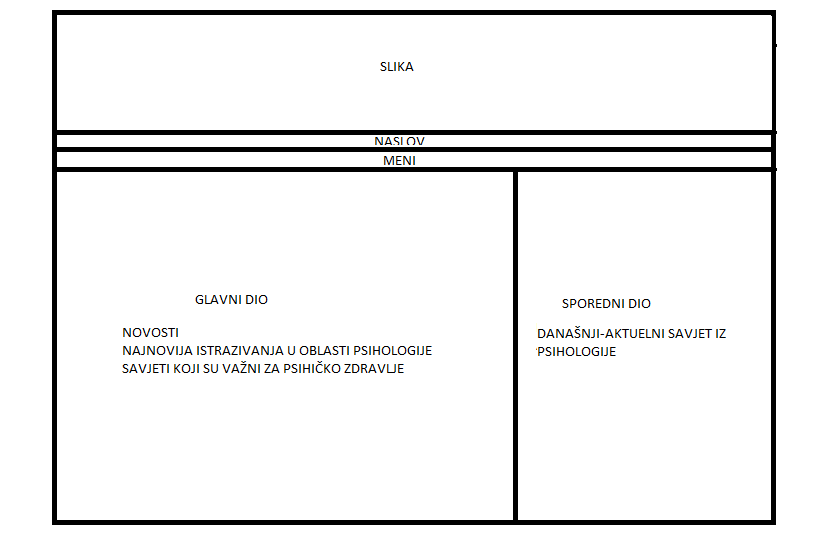 SLIKA
NASLOV
MENI
GLAVNI DIO
NOVOSTI
NAJNOVIJA ISTRAZIVANJA U OBLASTI PSIHOLOGIJE
SAVJETI KOJI SU VAŽNI ZA PSIHIČKO ZDRAVLJE
SPOREDNI DIO
DANAŠNJI-AKTUELNI SAVJET IZ
PSIHOLOGIJE